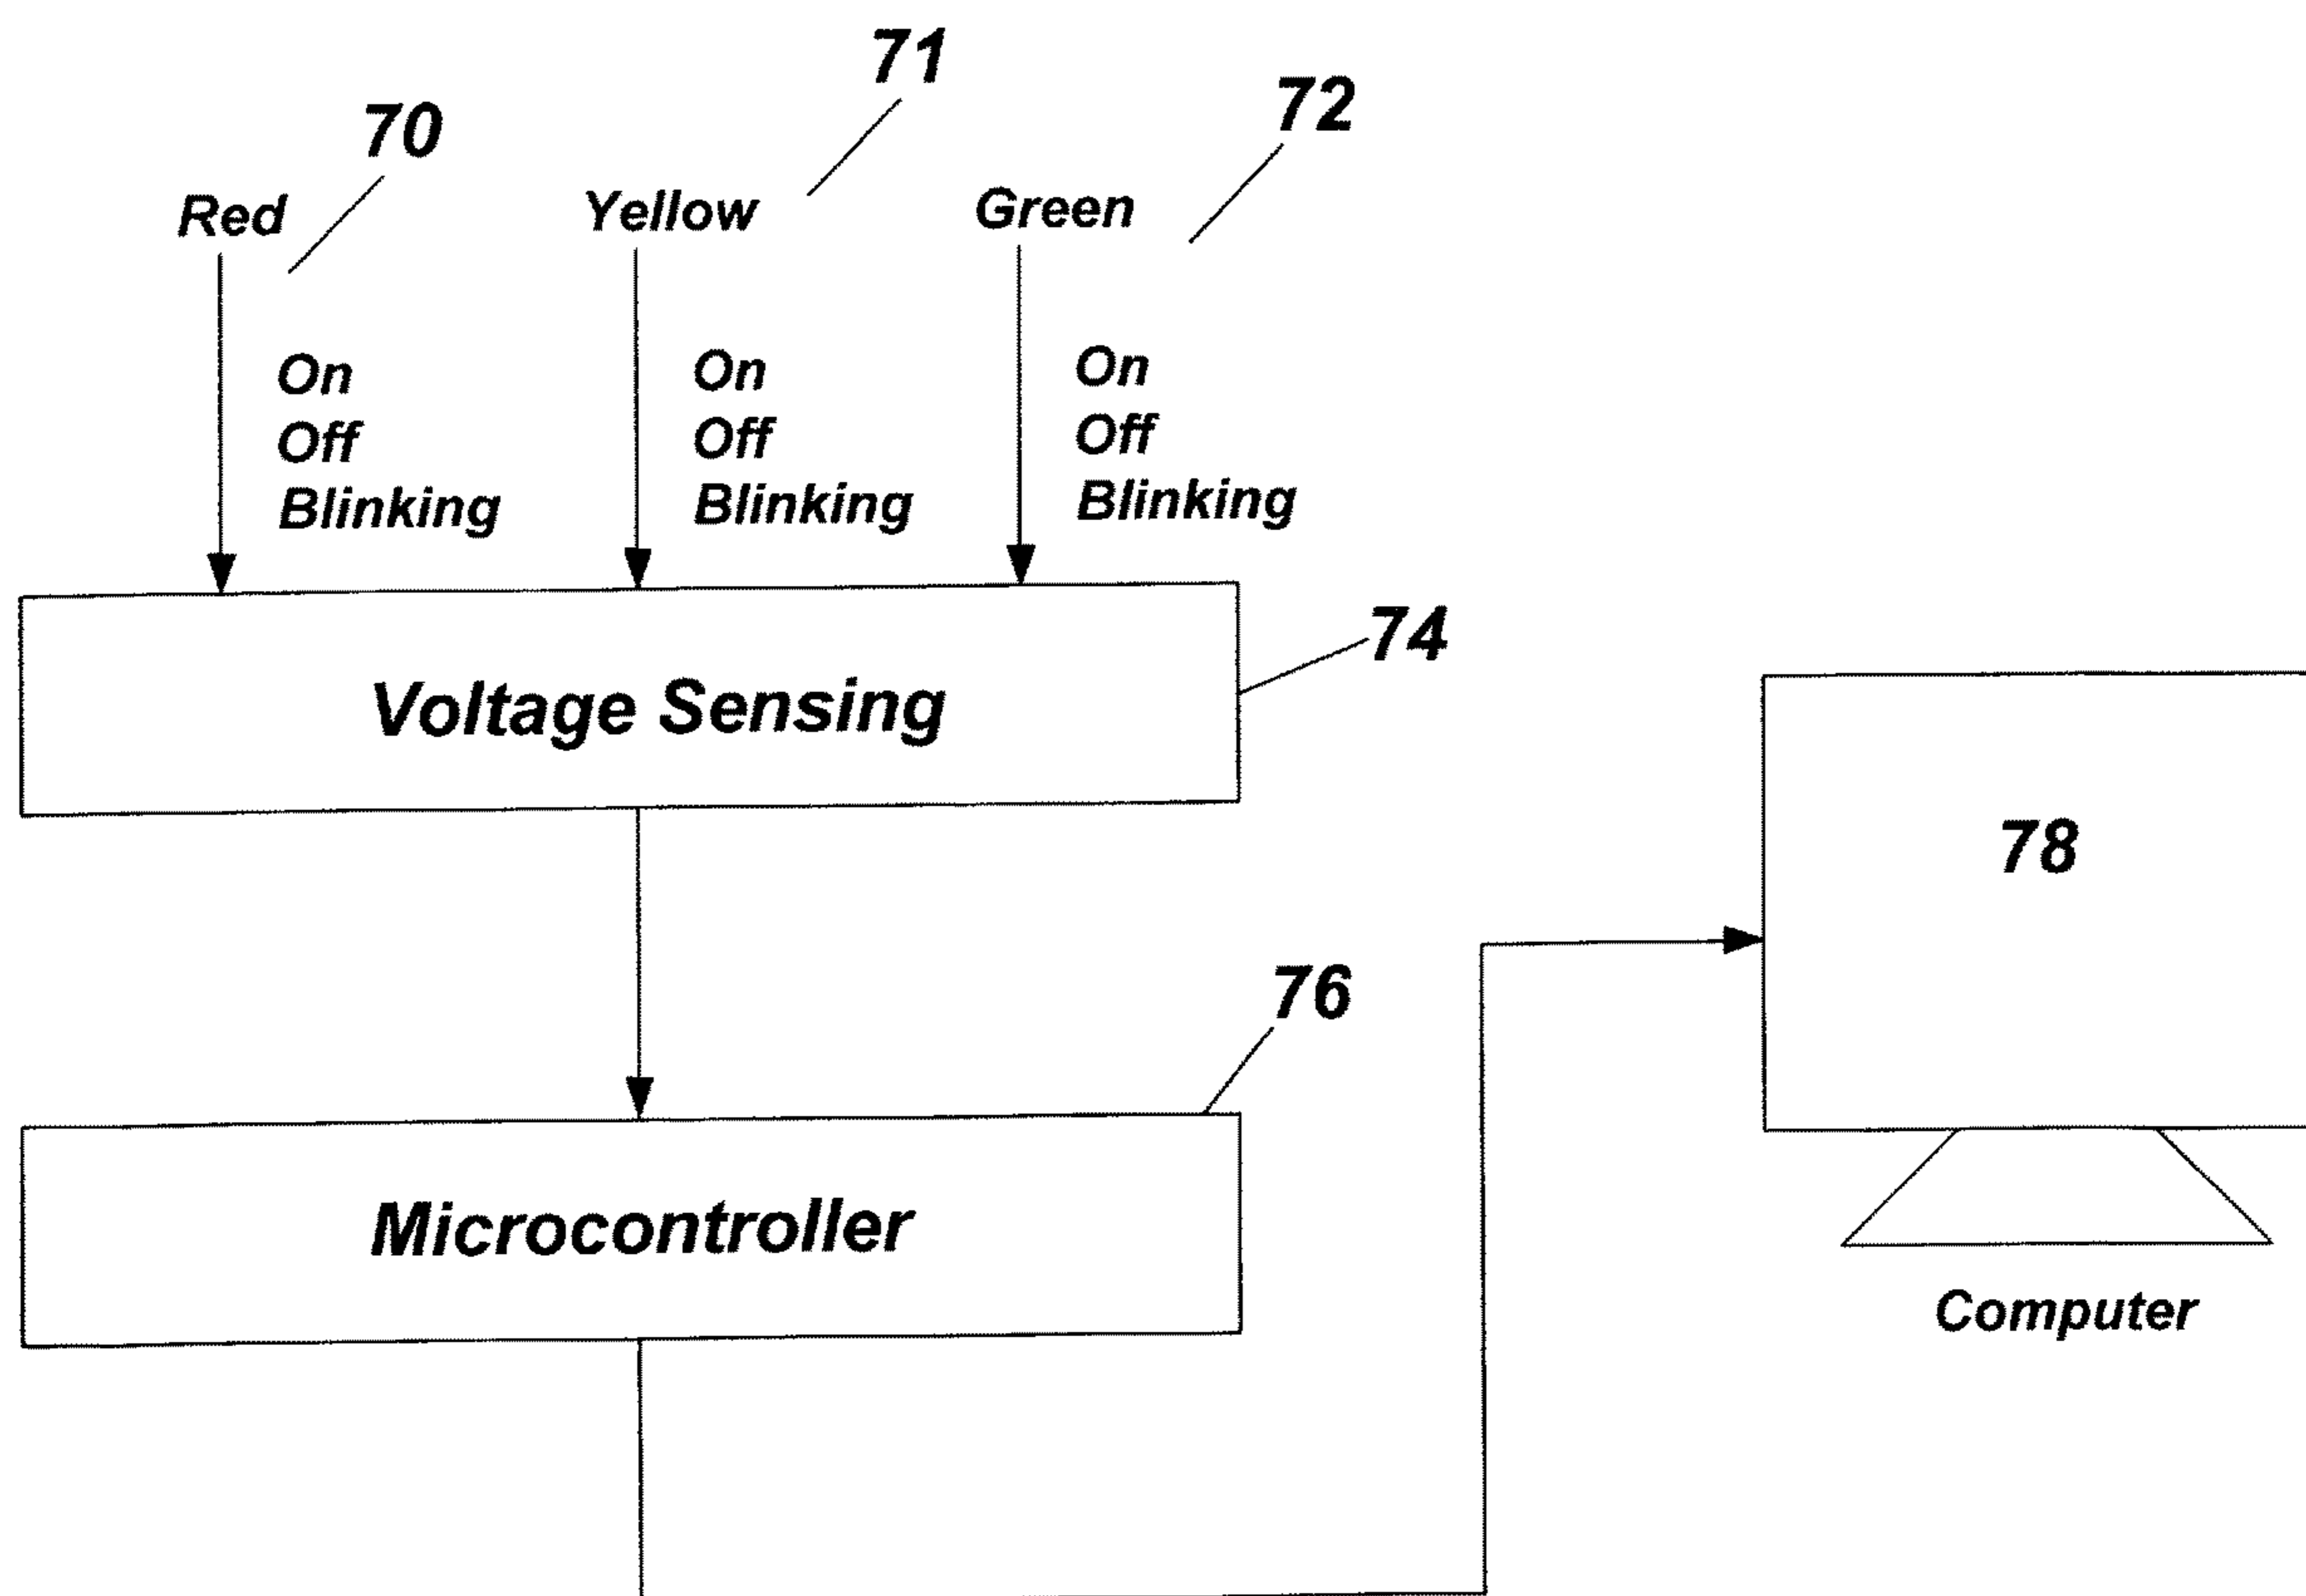 71
72
70
Red
Yellow
Green
On
Off
Blinking
On
Off
Blinking
On
Off
Blinking
74
Voltage Sensing
78
76
Microcontroller
Computer